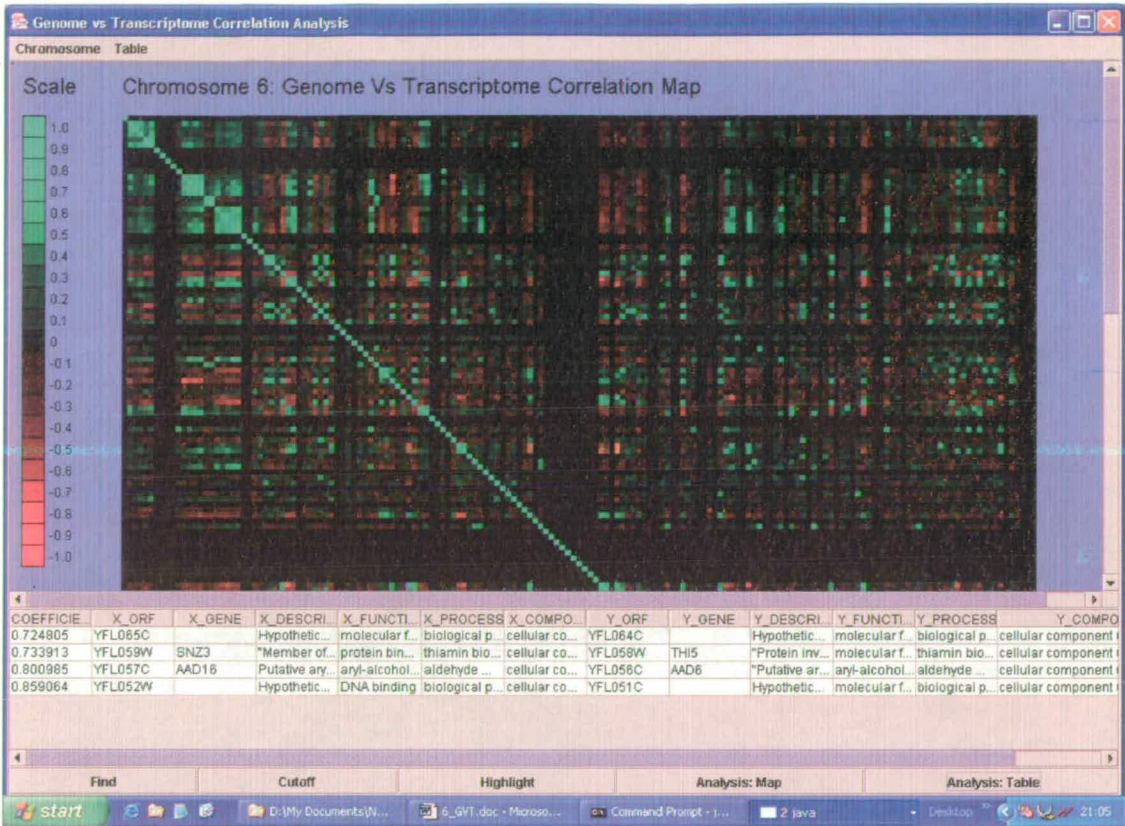 Genome vs Transcriptome Correlation Analysis
Chromosome Table
Scale
Chromosome 6: Genome Vs Transcriptome Correlation Map
1.0
0.9
0.8
0.7
0.6
0.5
0.4
0.3
0.2
0.1
0
-0.1
-0.2
-0.3
-0.4
-0.5
-0.6
-0.7
-0.8
-0.9
-1.0
COEFFICIE... X_ORF X_GENE X_DESCRI... X_FUNCTI... X_PROCESS X_COMPO... Y_ORF Y_GENE Y_DESCRI... Y_FUNCTI... Y_PROCESS Y_COMPO
0.724805 YFL065C Hypothetic... molecular f... biological p... cellular co... YFL064C Hypothetic... molecular f... biological p... cellular component
0.733913 YFL059W SNZ3 "Member of... protein bin... thiamin bio... cellular co... YFL058W THI5 "Protein inv... molecular f... thiamin bio... cellular component
0.800985 YFL057C AAD16 Putative ary... aryl-alcohol... aldehyde ... cellular co... YFL056C AAD6 "Putative ar... aryl-alcohol... aldehyde ... cellular component
0.859064 YFL052W Hypothetic... DNA binding biological p... cellular co... YFL051C Hypothetic... molecular f... biological p... cellular component
Find Cutoff Highlight Analysis: Map Analysis: Table
start D:\My Documents\N... 6_GVT.doc - Microso... Command Prompt - j... 2 java Desktop 21:05